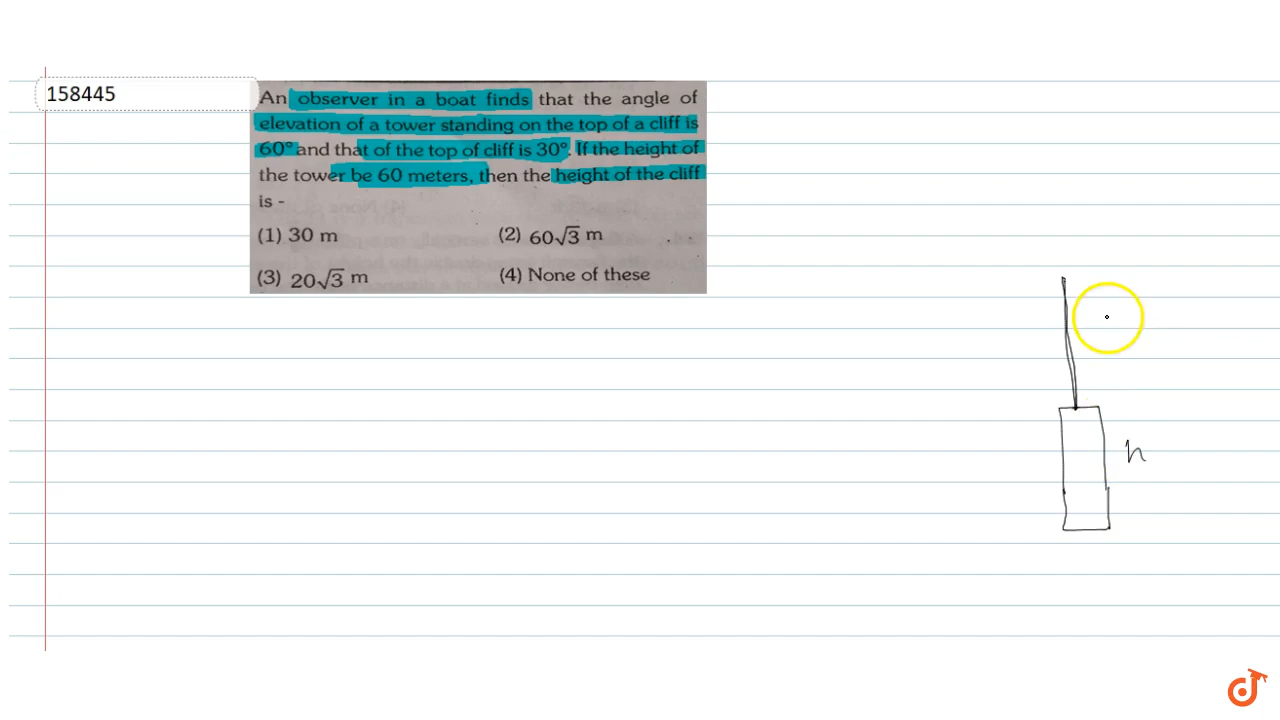 158445
An observer in a boat finds that the angle of
elevation of a tower standing on the top of a cliff is
60° and that of the top of cliff is 30°. If the height of
the tower be 60 meters, then the height of the cliff
is -
(1) 30 m (2) 60√3 m
(3) 20√3 m (4) None of these
h